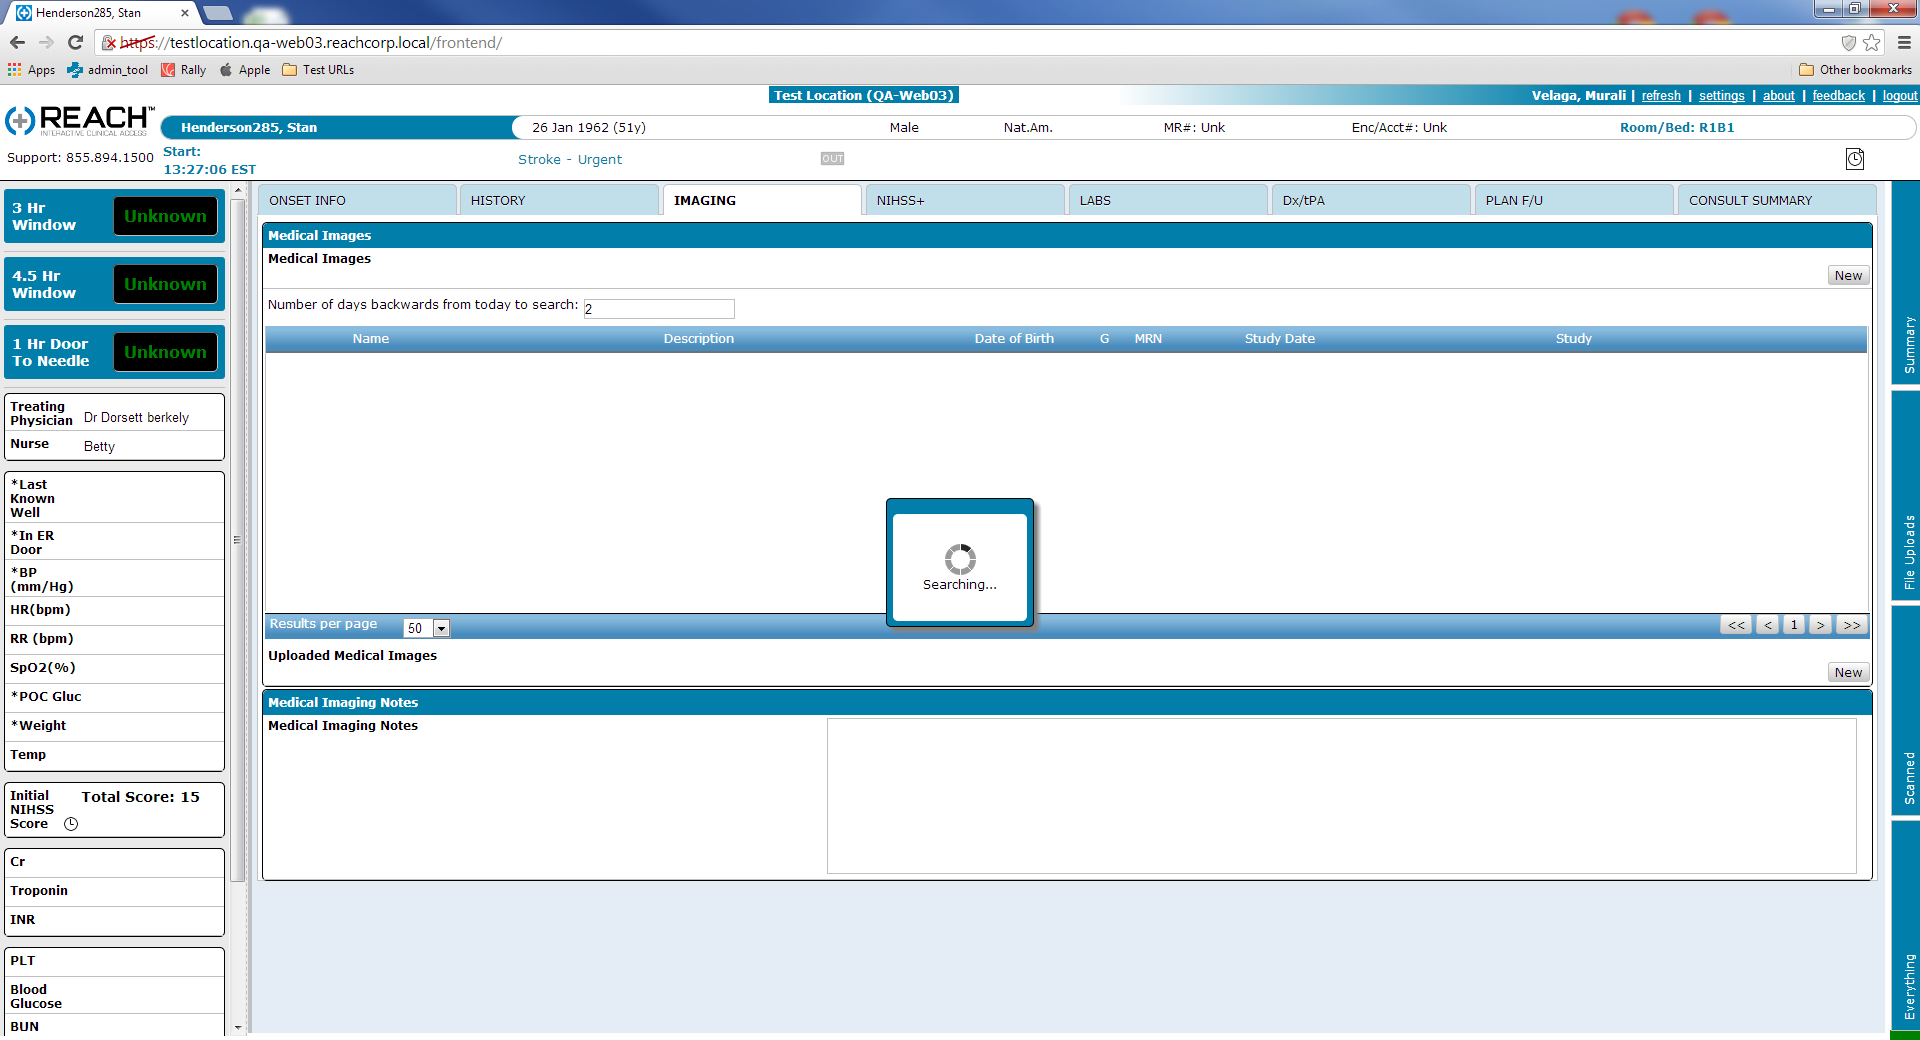 Henderson285, Stan
https://testlocation.qa-web03.reachcorp.local/frontend/
Apps admin_tool Rally Apple Test URLs Other bookmarks
Test Location (QA-Web03) Velaga, Murali | refresh | settings | about | feedback | logout
REACH™
INTERACTIVE CLINICAL ACCESS
Henderson285, Stan 26 Jan 1962 (51y) Male Nat.Am. MR#: Unk Enc/Acct#: Unk Room/Bed: R1B1
Support: 855.894.1500
Start:
13:27:06 EST
Stroke - Urgent OUT
3 Hr
Window
Unknown
4.5 Hr
Window
Unknown
1 Hr Door
To Needle
Unknown
Treating
Physician
Dr Dorsett berkely
Nurse Betty
*Last
Known
Well
*In ER
Door
*BP
(mm/Hg)
HR(bpm)
RR (bpm)
SpO2(%)
*POC Gluc
*Weight
Temp
Initial
NIHSS
Score
Total Score: 15
Cr
Troponin
INR
PLT
Blood
Glucose
BUN
ONSET INFO HISTORY IMAGING NIHSS+ LABS Dx/tPA PLAN F/U CONSULT SUMMARY
Medical Images
Medical Images
New
Number of days backwards from today to search: 2
Name Description Date of Birth G MRN Study Date Study
Searching...
Results per page 50 << < 1 > >>
Uploaded Medical Images
New
Medical Imaging Notes
Medical Imaging Notes
Summary
File Uploads
Scanned
Everything